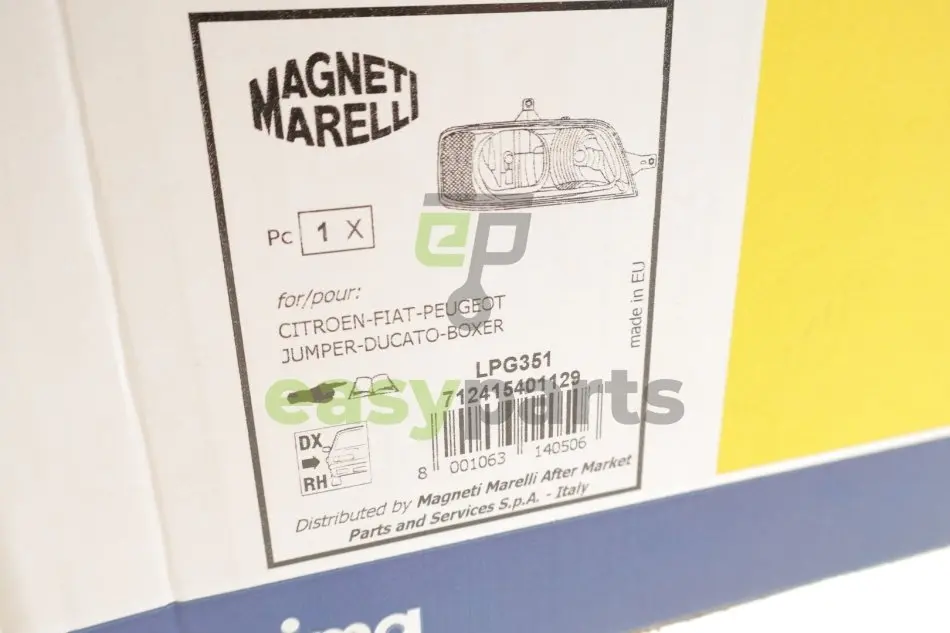 MAGNETI
MARELLI
Pc 1 X
for/pour:
CITROEN-FIAT-PEUGEOT
JUMPER-DUCATO-BOXER
made in EU
LPG351
712415401129
8 001063 140506
DX
RH
Distributed by Magneti Marelli After Market
Parts and Services S.p.A. - Italy
ep
easyparts